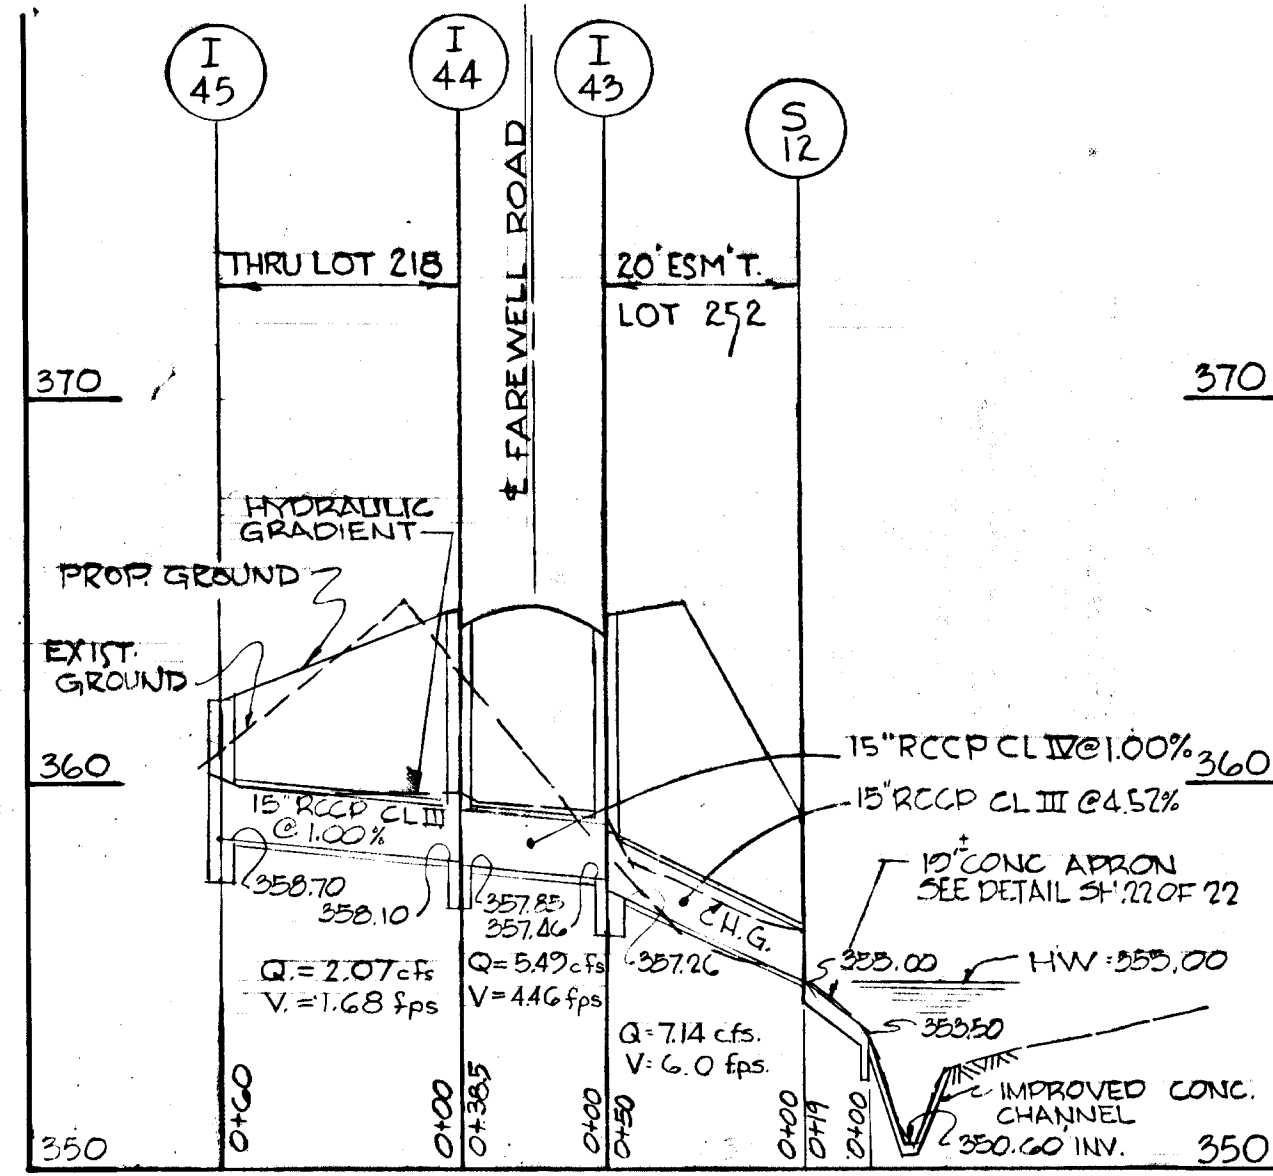 I
45
I
44
I
43
S
12
THRU LOT 218
20' ESM'T.
LOT 252
℄ FAREWELL ROAD
370
370
HYDRAULIC
GRADIENT
PROP. GROUND
EXIST.
GROUND
360
15" RCCP CL IV @ 1.00%
360
15" RCCP CL III @ 4.52%
15" RCCP CL III
@ 1.00%
CONC APRON
SEE DETAIL SH. 22 OF 22
358.70
358.10
357.85
357.46
H.G.
357.26
355.00
HW = 355.00
Q = 2.07 cfs
V. = 1.68 fps
Q = 5.49 cfs
V = 4.46 fps
353.50
Q = 7.14 cfs.
V = 6.0 fps.
0+60
0+00
0+38.5
0+00
0+50
0+00
0+19
0+00
IMPROVED CONC.
CHANNEL
350.60 INV.
350
350